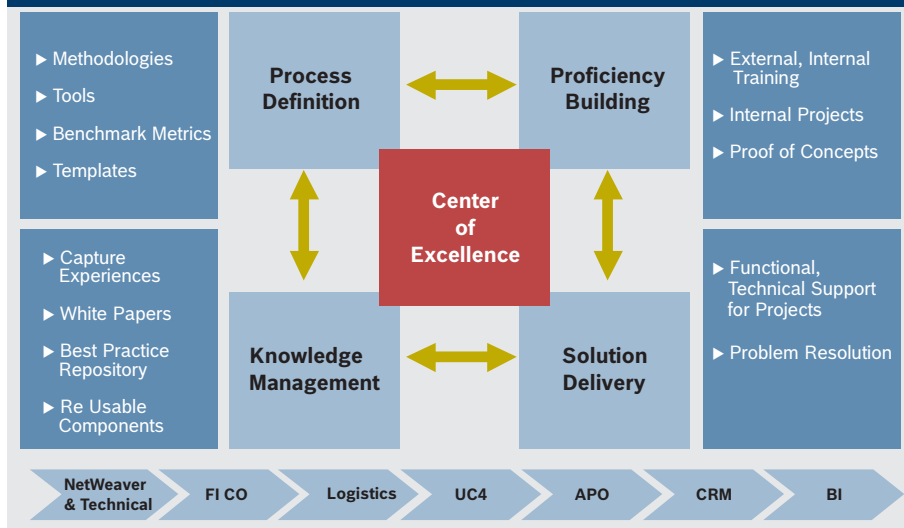 ▶ Methodologies
▶ Tools
▶ Benchmark Metrics
▶ Templates
Process
Definition
Proficiency
Building
▶ External, Internal
Training
▶ Internal Projects
▶ Proof of Concepts
Center
of
Excellence
▶ Capture
Experiences
▶ White Papers
▶ Best Practice
Repository
▶ Re Usable
Components
Knowledge
Management
Solution
Delivery
▶ Functional,
Technical Support
for Projects
▶ Problem Resolution
NetWeaver
& Technical
FI CO
Logistics
UC4
APO
CRM
BI